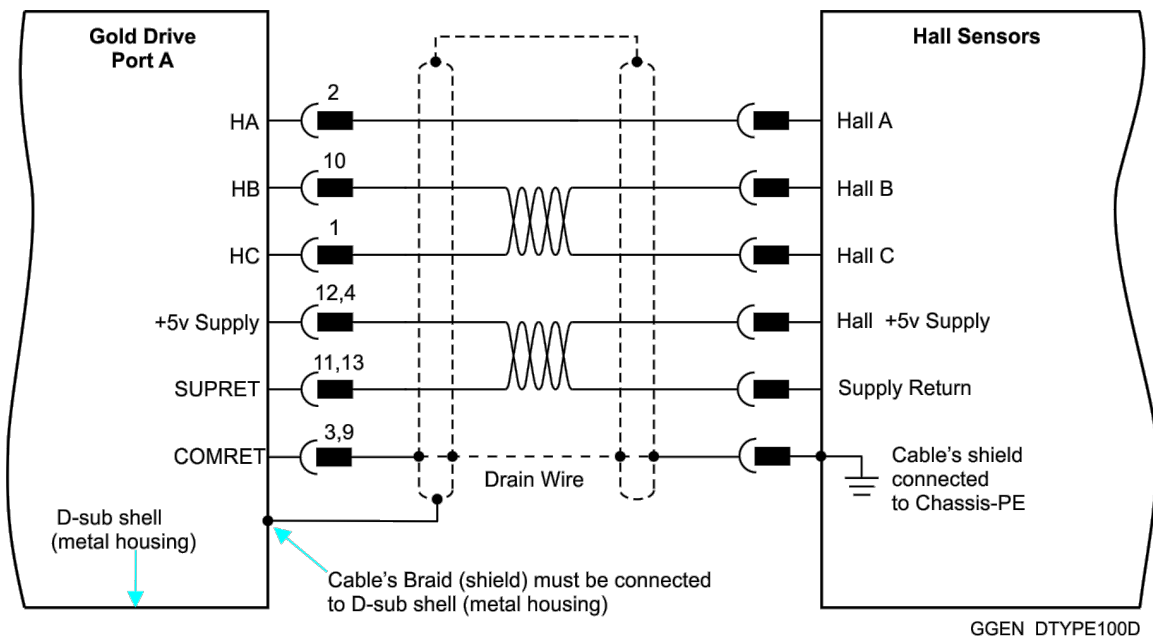 Gold Drive
Port A
Hall Sensors
HA
2
Hall A
HB
10
Hall B
HC
1
Hall C
+5v Supply
12,4
Hall +5v Supply
SUPRET
11,13
Supply Return
COMRET
3,9
Drain Wire
Cable's shield
connected
to Chassis-PE
D-sub shell
(metal housing)
Cable's Braid (shield) must be connected
to D-sub shell (metal housing)
GGEN_DTYPE100D